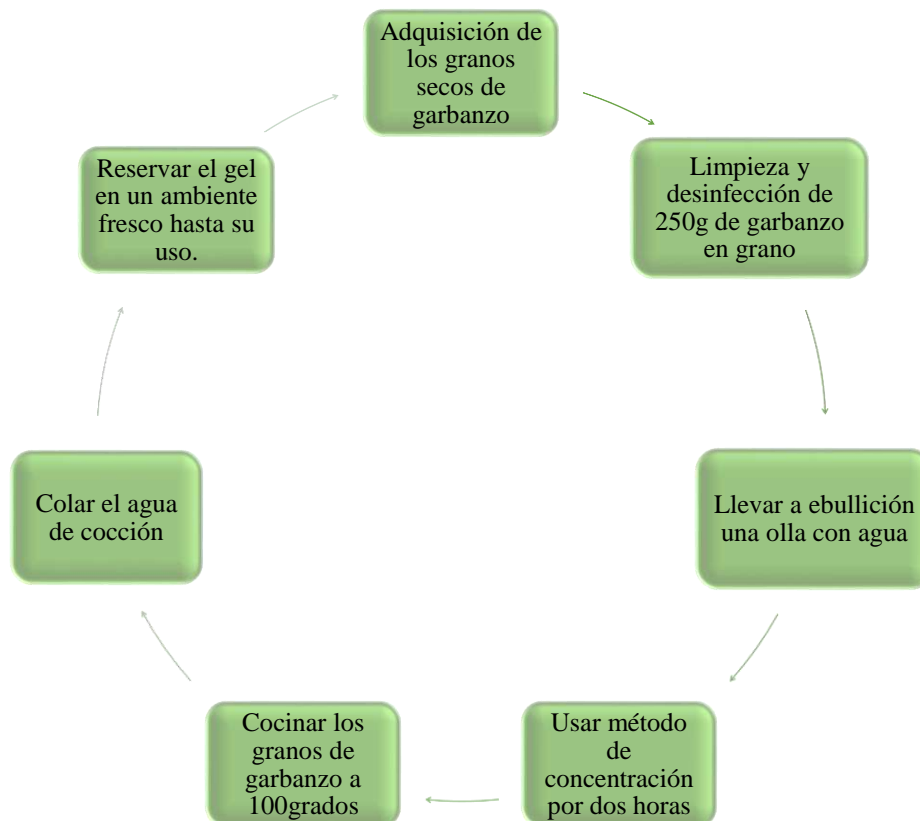 Adquisición de
los granos
secos de
garbanzo
Limpieza y
desinfección de
250g de garbanzo
en grano
Llevar a ebullición
una olla con agua
Usar método
de
concentración
por dos horas
Cocinar los
granos de
garbanzo a
100grados
Colar el agua
de cocción
Reservar el gel
en un ambiente
fresco hasta su
uso.